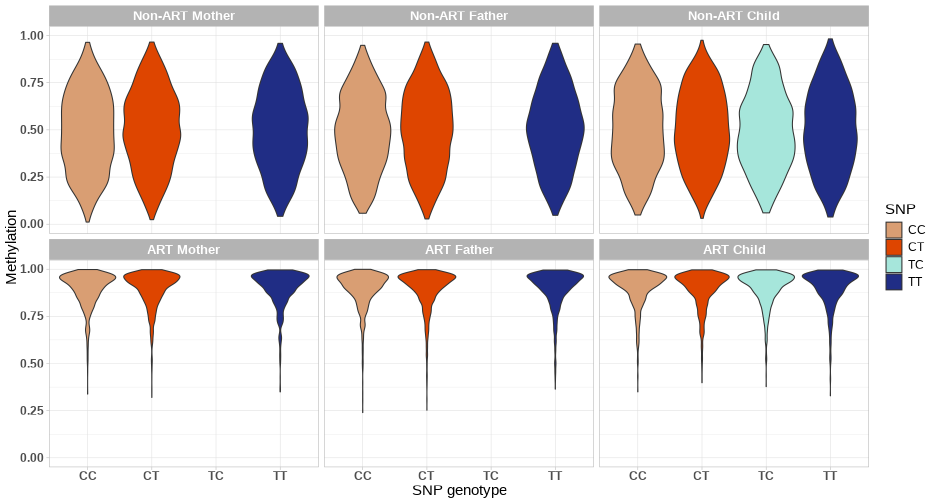 Non-ART Mother Non-ART Father Non-ART Child
1.00
0.75
0.50
0.25
0.00
Methylation
ART Mother ART Father ART Child
1.00
0.75
0.50
0.25
0.00
CC CT TC TT CC CT TC TT CC CT TC TT
SNP genotype
SNP
CC
CT
TC
TT